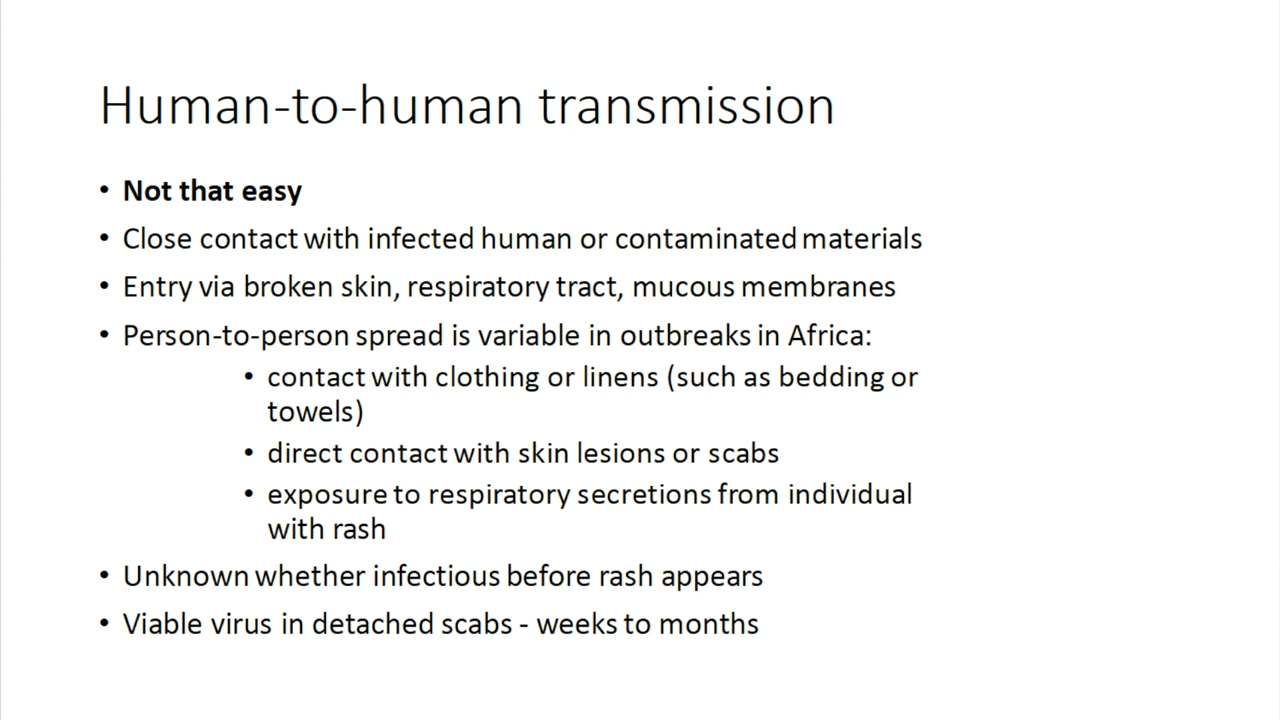 Human-to-human transmission
• Not that easy
• Close contact with infected human or contaminated materials
• Entry via broken skin, respiratory tract, mucous membranes
• Person-to-person spread is variable in outbreaks in Africa:
• contact with clothing or linens (such as bedding or
towels)
• direct contact with skin lesions or scabs
• exposure to respiratory secretions from individual
with rash
• Unknown whether infectious before rash appears
• Viable virus in detached scabs - weeks to months